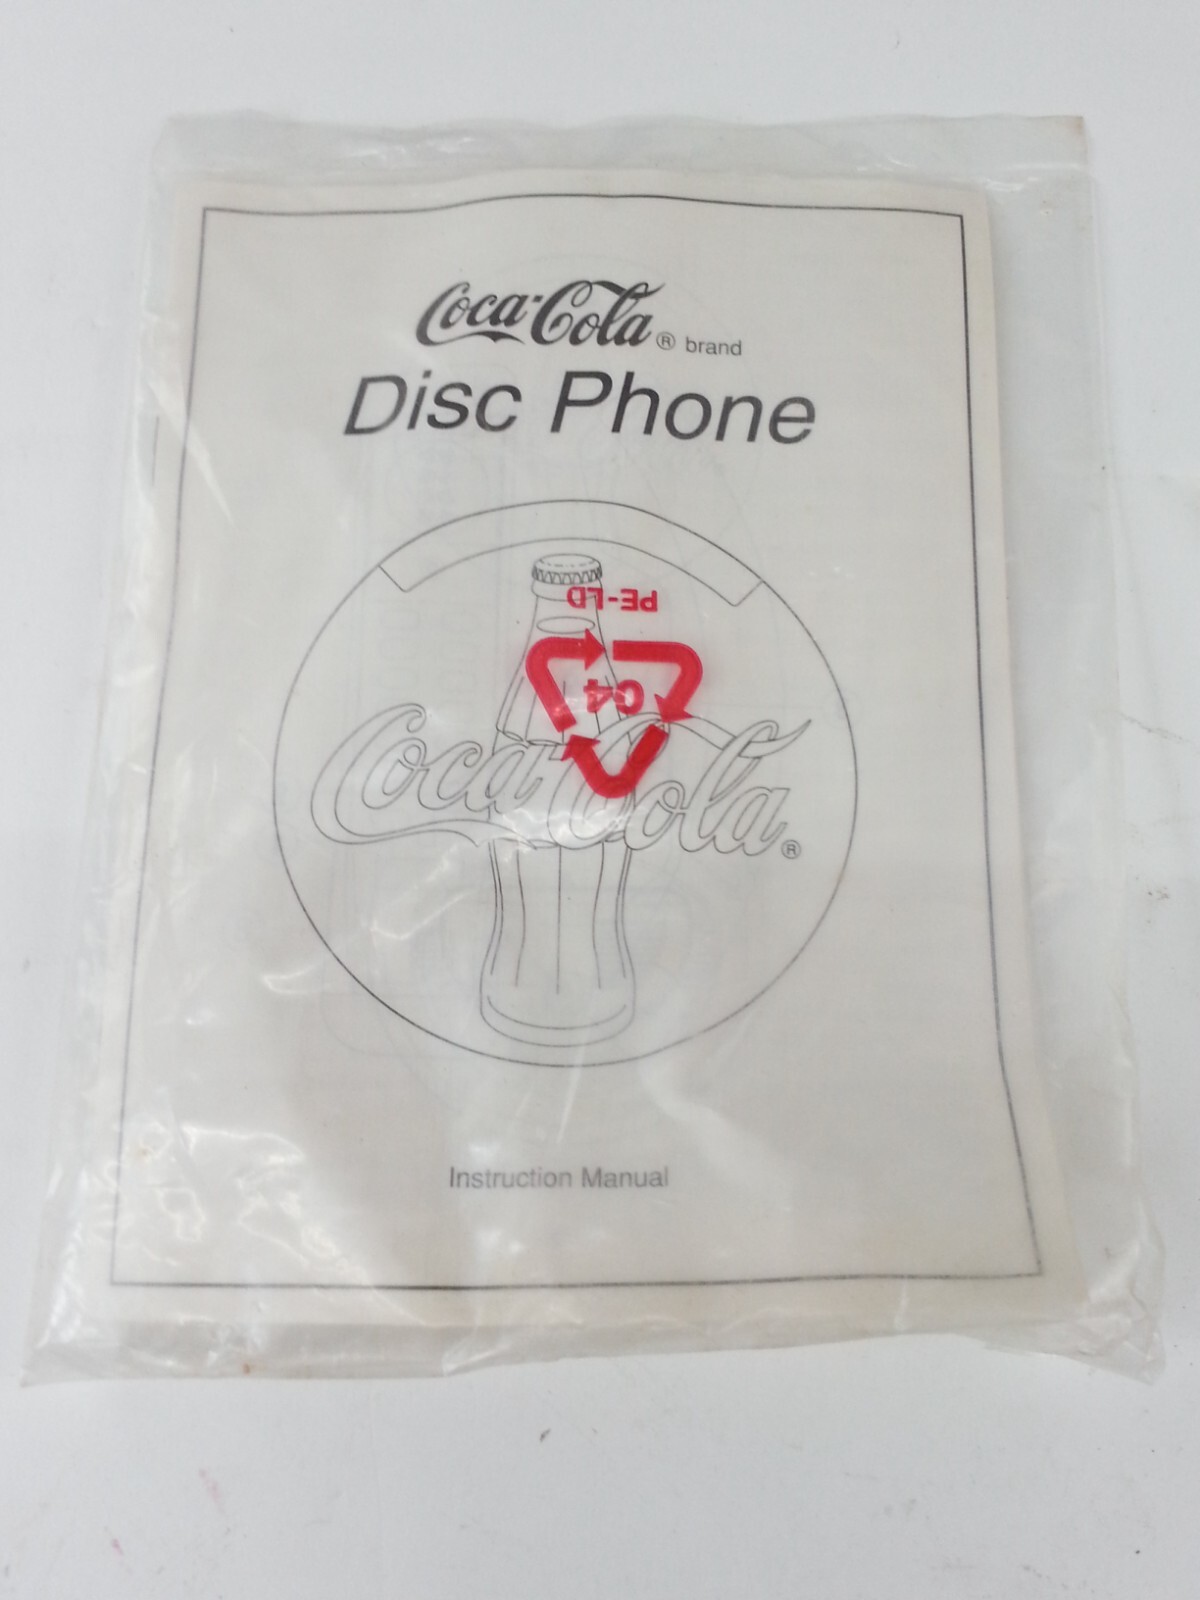 Coca-Cola ® brand
Disc Phone
PE-LD
04
Coca-Cola ®
Instruction Manual